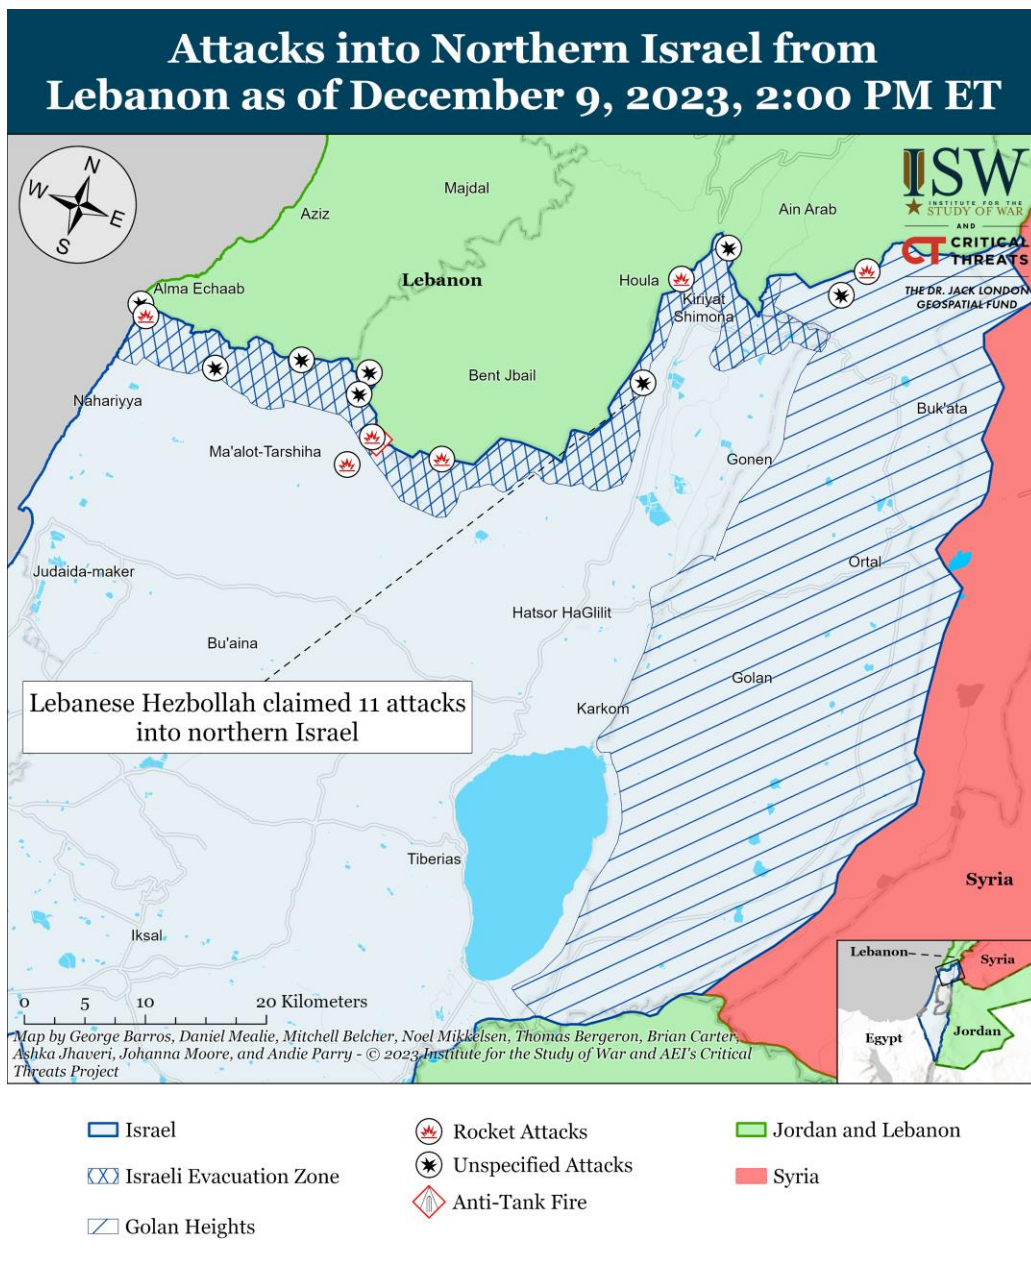 Attacks into Northern Israel from
Lebanon as of December 9, 2023, 2:00 PM ET
N
W
E
S
ISW
INSTITUTE FOR THE
STUDY OF WAR
AND
CT CRITICAL
THREATS
THE DR. JACK LONDON
GEOSPATIAL FUND
Majdal
Aziz
Ain Arab
Lebanon
Houla
Alma Echaab
Kiriyat
Shimona
Bent Jbail
Nahariyya
Buk'ata
Ma'alot-Tarshiha
Gonen
Ortal
Judaida-maker
Hatsor HaGlilit
Bu'aina
Golan
Lebanese Hezbollah claimed 11 attacks
into northern Israel
Karkom
Tiberias
Syria
Iksal
Lebanon
Syria
Egypt
Jordan
0 5 10 20 Kilometers
Map by George Barros, Daniel Mealie, Mitchell Belcher, Noel Mikkelsen, Thomas Bergeron, Brian Carter,
Ashka Jhaveri, Johanna Moore, and Andie Parry - © 2023 Institute for the Study of War and AEI's Critical
Threats Project
Israel
Israeli Evacuation Zone
Golan Heights
Rocket Attacks
Unspecified Attacks
Anti-Tank Fire
Jordan and Lebanon
Syria